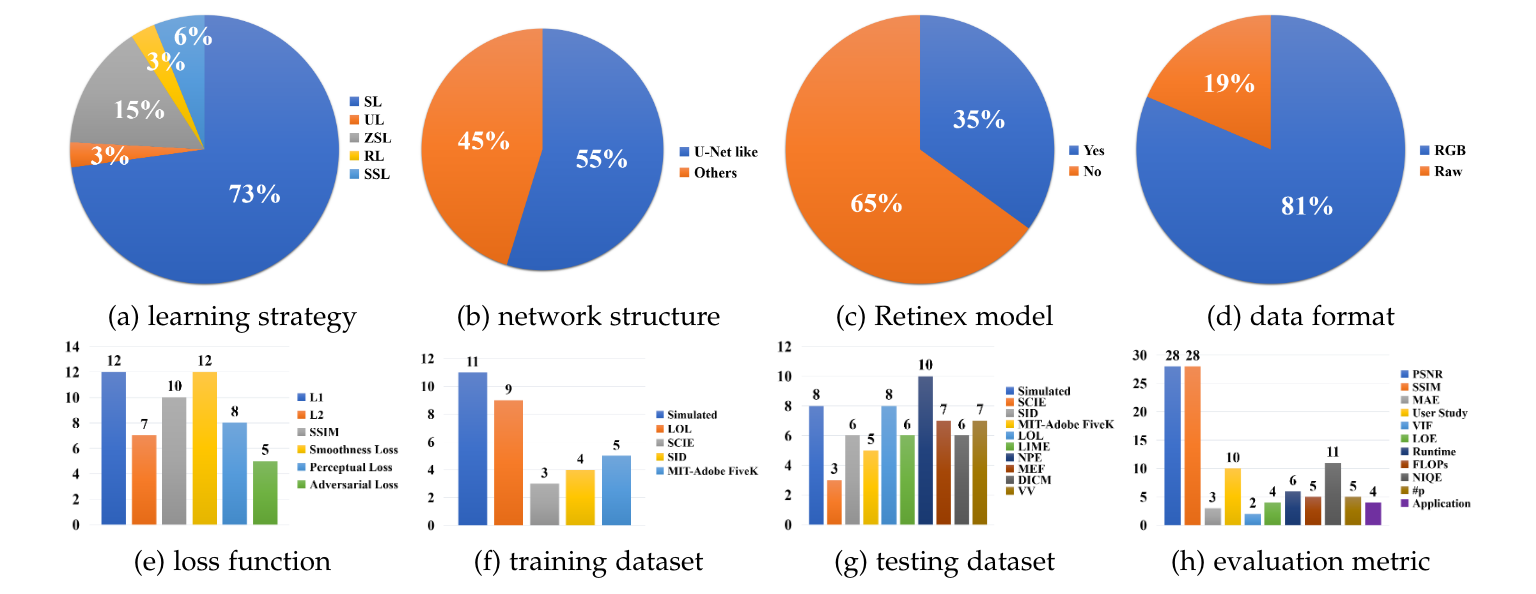 6%
3%
15%
3%
73%
SL
UL
ZSL
RL
SSL
(a) learning strategy
45%
55%
U-Net like
Others
(b) network structure
35%
65%
Yes
No
(c) Retinex model
19%
81%
RGB
Raw
(d) data format
14
12
10
8
6
4
2
0
12
7
10
12
8
5
L1
L2
SSIM
Smoothness Loss
Perceptual Loss
Adversarial Loss
(e) loss function
12
10
8
6
4
2
0
11
9
3
4
5
Simulated
LOL
SCIE
SID
MIT-Adobe FiveK
(f) training dataset
12
10
8
6
4
2
0
8
3
6
5
8
6
10
7
6
7
Simulated
SCIE
SID
MIT-Adobe FiveK
LOL
LIME
NPE
MEF
DICM
VV
(g) testing dataset
30
25
20
15
10
5
0
28
28
3
10
2
4
6
5
11
5
4
PSNR
SSIM
MAE
User Study
VIF
LOE
Runtime
FLOPs
NIQE
#p
Application
(h) evaluation metric